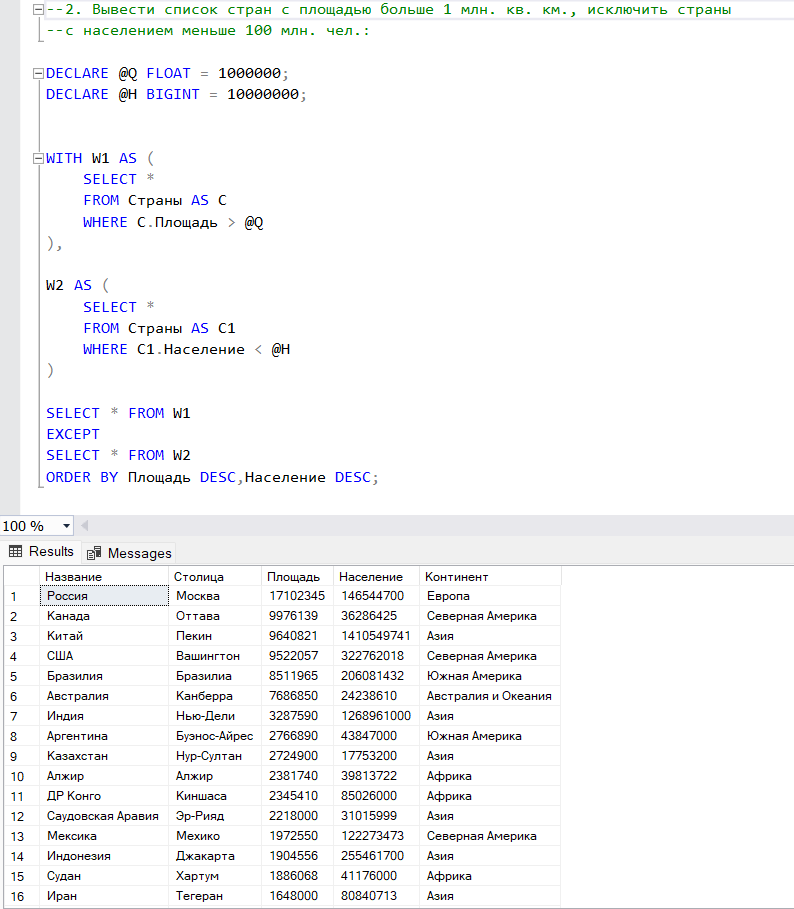 --2. Вывести список стран с площадью больше 1 млн. кв. км., исключить страны
--с населением меньше 100 млн. чел.:
DECLARE @Q FLOAT = 1000000;
DECLARE @H BIGINT = 10000000;
WITH W1 AS (
SELECT *
FROM Страны AS C
WHERE C.Площадь > @Q
),
W2 AS (
SELECT *
FROM Страны AS C1
WHERE C1.Население < @H
)
SELECT * FROM W1
EXCEPT
SELECT * FROM W2
ORDER BY Площадь DESC,Население DESC;
100 %
Results Messages
Название Столица Площадь Население Континент
1 Россия Москва 17102345 146544700 Европа
2 Канада Оттава 9976139 36286425 Северная Америка
3 Китай Пекин 9640821 1410549741 Азия
4 США Вашингтон 9522057 322762018 Северная Америка
5 Бразилия Бразилиа 8511965 206081432 Южная Америка
6 Австралия Канберра 7686850 24238610 Австралия и Океания
7 Индия Нью-Дели 3287590 1268961000 Азия
8 Аргентина Буэнос-Айрес 2766890 43847000 Южная Америка
9 Казахстан Нур-Султан 2724900 17753200 Азия
10 Алжир Алжир 2381740 39813722 Африка
11 ДР Конго Киншаса 2345410 85026000 Африка
12 Саудовская Аравия Эр-Рияд 2218000 31015999 Азия
13 Мексика Мехико 1972550 122273473 Северная Америка
14 Индонезия Джакарта 1904556 255461700 Азия
15 Судан Хартум 1886068 41176000 Африка
16 Иран Тегеран 1648000 80840713 Азия